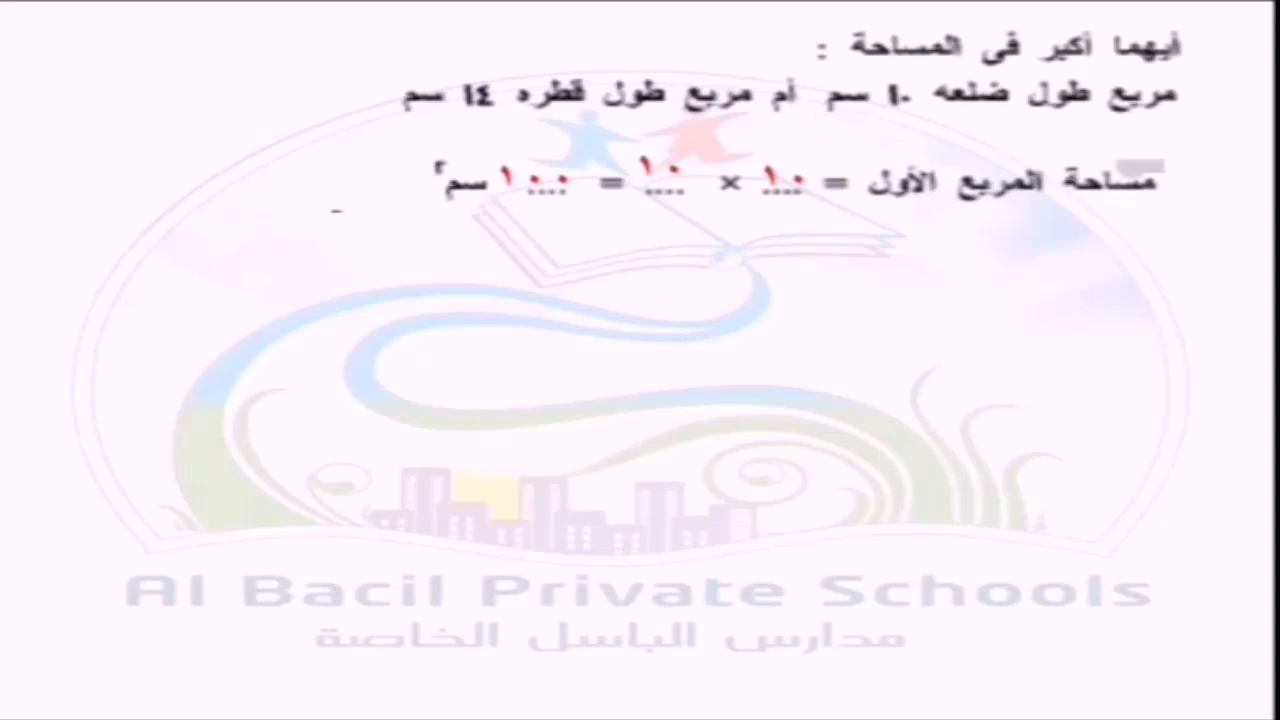 أيهما أكبر فى المساحة :
مربع طول ضلعه ١٠ سم أم مربع طول قطره ١٤ سم
مساحة المربع الأول = ١٠ × ١٠ = ١٠٠ سم٢
Al Bacil Private Schools
مدارس الباسل الخاصة